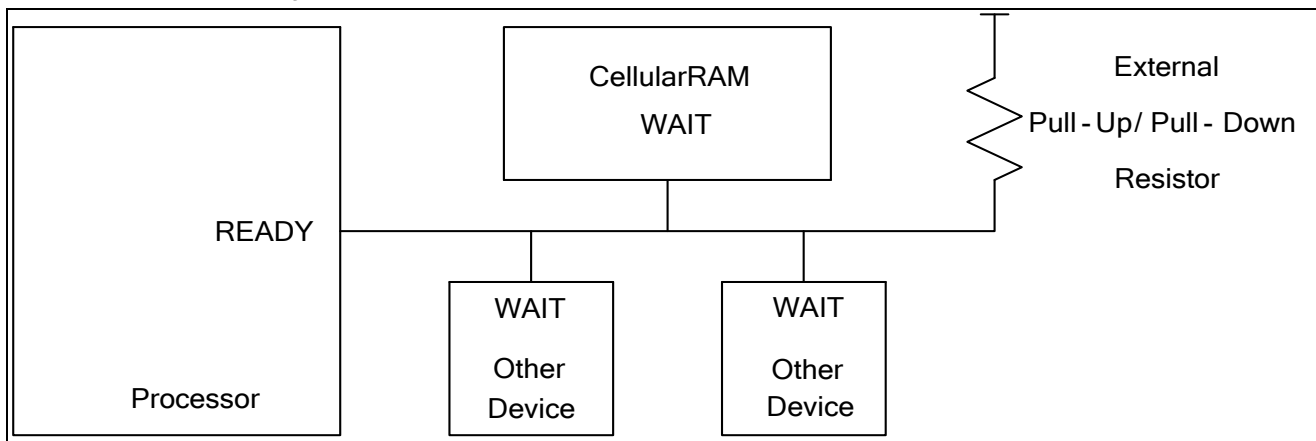 CellularRAM
WAIT
External
Pull-Up/ Pull- Down
Resistor
READY
Processor
WAIT
Other
Device
WAIT
Other
Device